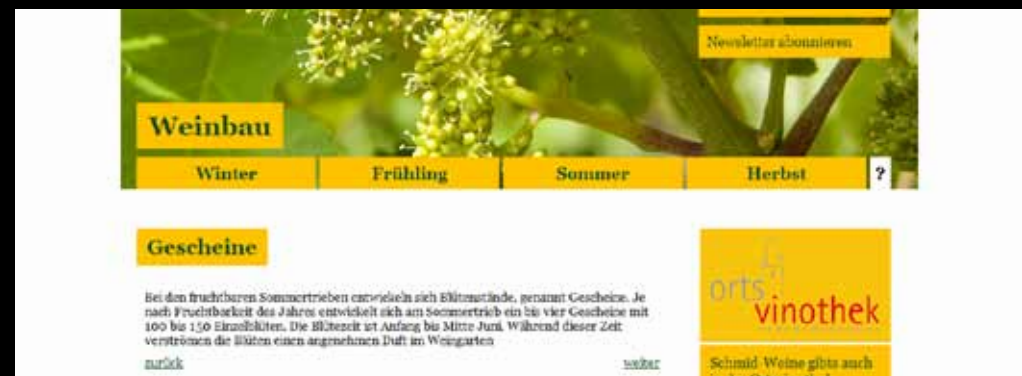 Newsletter abonnieren
Weinbau
Winter Frühling Sommer Herbst ?
Gescheine
Bei den fruchtbaren Sommertrieben entwickeln sich Blütenstände, genannt Gescheine. Je
nach Fruchtbarkeit des Jahres entwickelt sich am Sommertrieb ein bis vier Gescheine mit
100 bis 150 Einzelblüten. Die Blütezeit ist Anfang bis Mitte Juni. Während dieser Zeit
verströmen die Blüten einen angenehmen Duft im Weingarten
zurück weiter
orts
vinothek
Schmid-Weine gibts auch